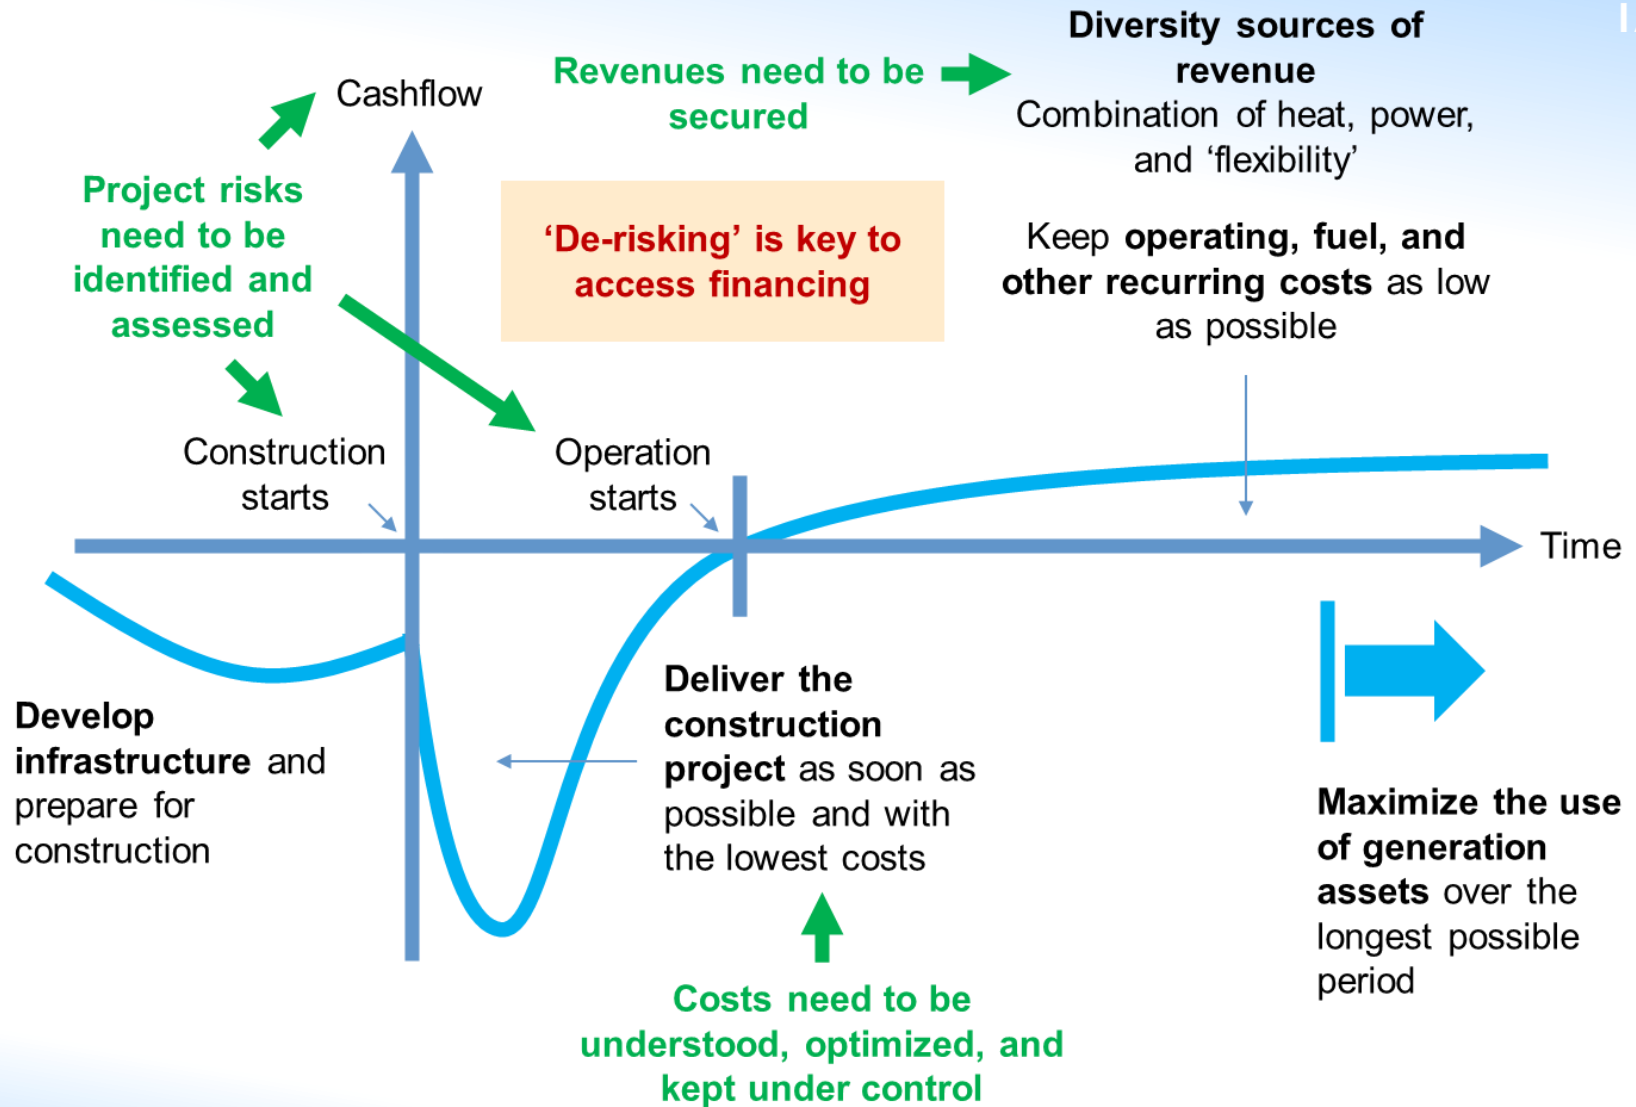 Diversity sources of
revenue
Combination of heat, power,
and ‘flexibility’
Revenues need to be
secured
Cashflow
Project risks
need to be
identified and
assessed
‘De-risking’ is key to
access financing
Keep operating, fuel, and
other recurring costs as low
as possible
Construction
starts
Operation
starts
Time
Develop
infrastructure and
prepare for
construction
Deliver the
construction
project as soon as
possible and with
the lowest costs
Maximize the use
of generation
assets over the
longest possible
period
Costs need to be
understood, optimized, and
kept under control